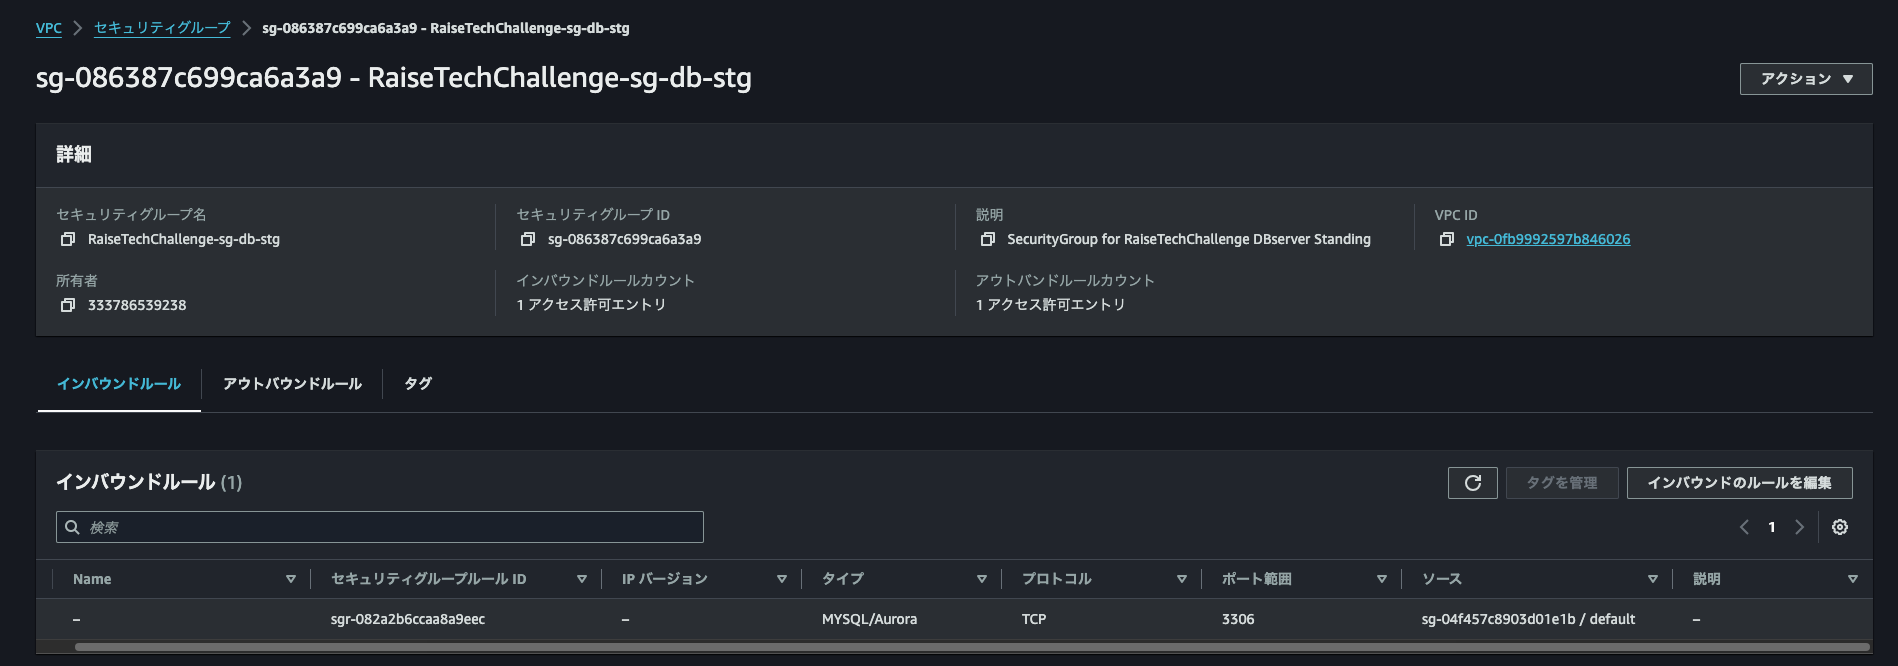 VPC > セキュリティグループ > sg-086387c699ca6a3a9 - RaiseTechChallenge-sg-db-stg
sg-086387c699ca6a3a9 - RaiseTechChallenge-sg-db-stg
アクション ▼
詳細
セキュリティグループ名
RaiseTechChallenge-sg-db-stg
セキュリティグループ ID
sg-086387c699ca6a3a9
説明
SecurityGroup for RaiseTechChallenge DBserver Standing
VPC ID
vpc-0fb9992597b846026
所有者
333786539238
インバウンドルールカウント
1 アクセス許可エントリ
アウトバンドルールカウント
1 アクセス許可エントリ
インバウンドルール アウトバウンドルール タグ
インバウンドルール (1)
タグを管理 インバウンドのルールを編集
検索
1
Name セキュリティグループルール ID IP バージョン タイプ プロトコル ポート範囲 ソース 説明
– sgr-082a2b6ccaa8a9eec – MYSQL/Aurora TCP 3306 sg-04f457c8903d01e1b / default –